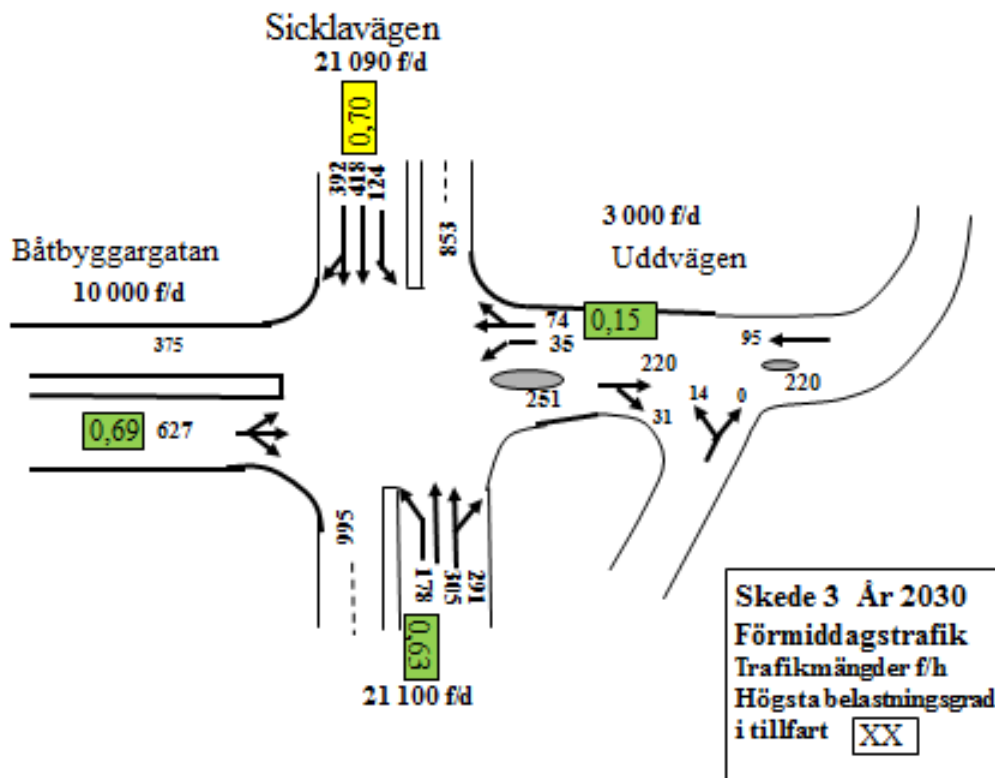 Sicklavägen
21 090 f/d
0,70
392
418
124
853
3 000 f/d
Uddvägen
Båtbyggargatan
10 000 f/d
375
74
0,15
35
95
220
220
251
31
14
0
0,69
627
995
178
305
291
0,63
21 100 f/d
Skede 3 År 2030
Förmiddagstrafik
Trafikmängder f/h
Högsta belastningsgrad
i tillfart XX